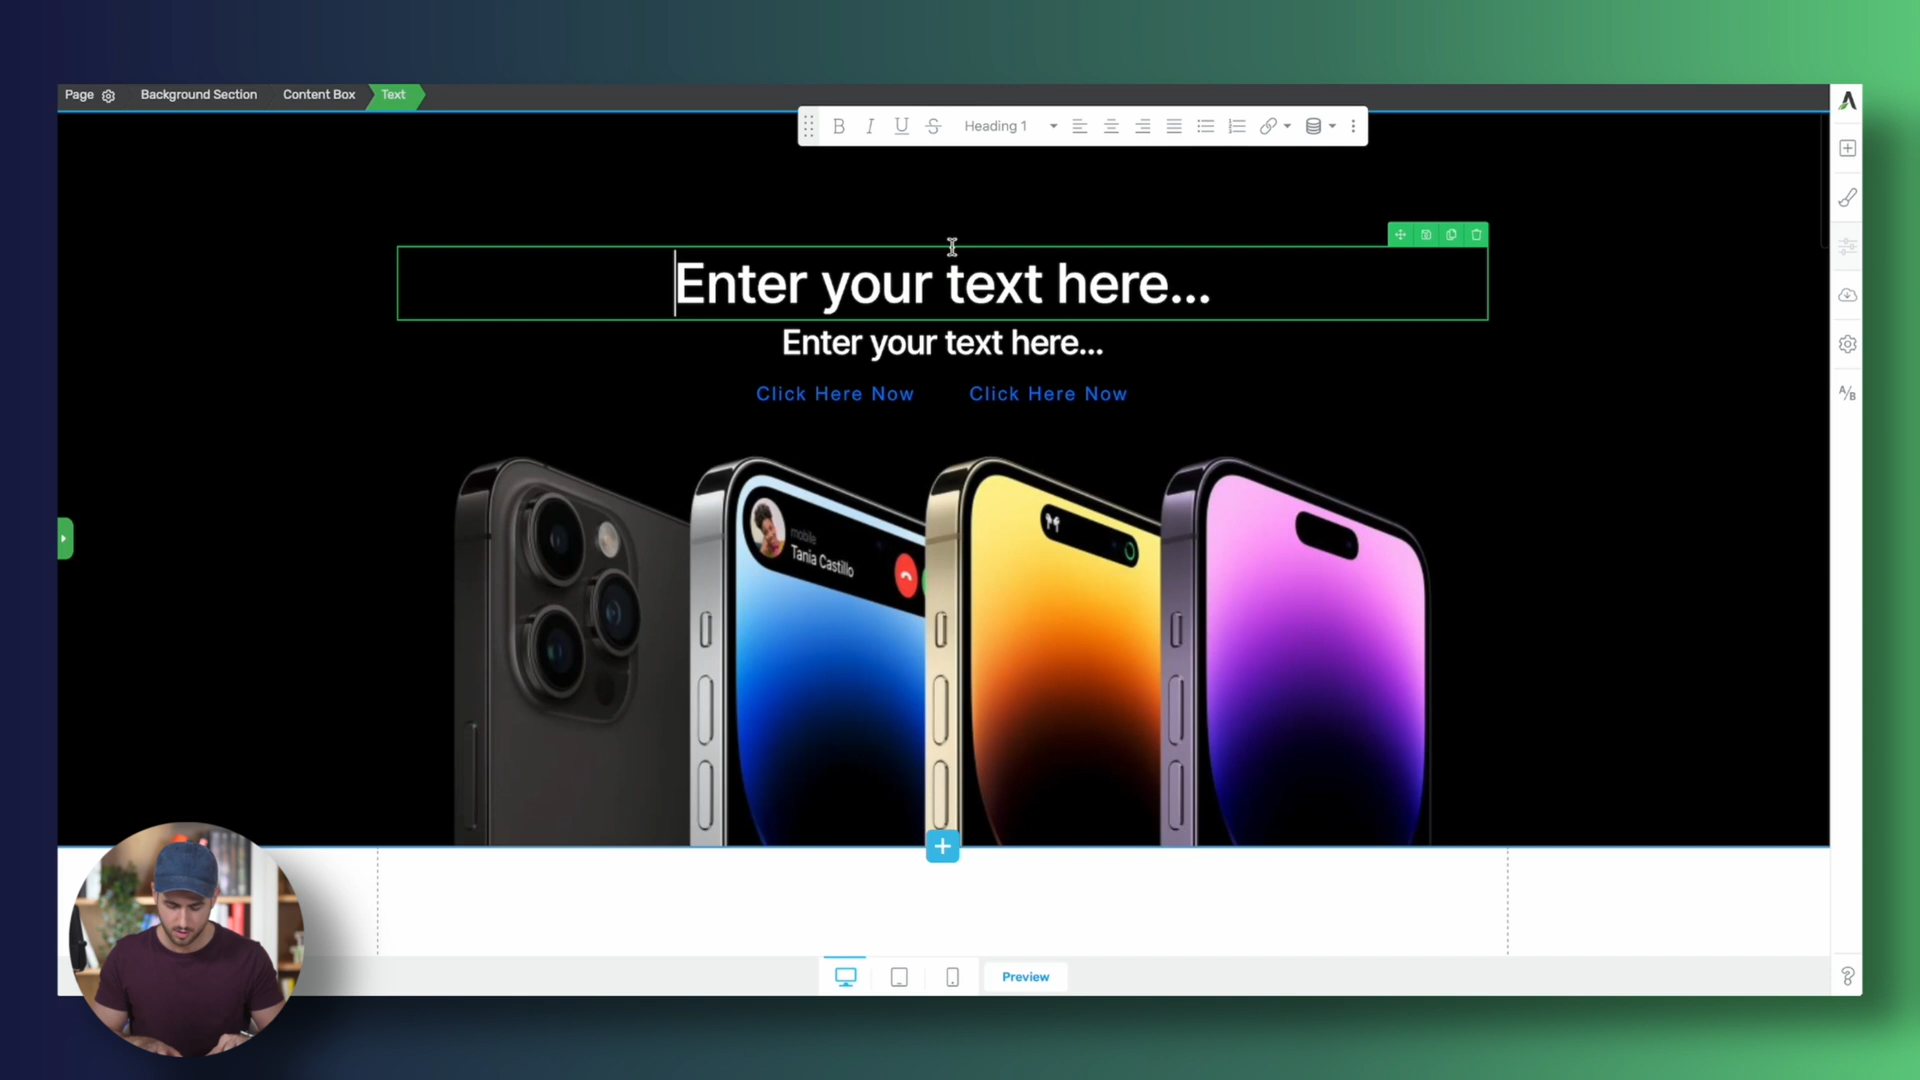 Page Background Section Content Box Text
B I U S Heading 1
Enter your text here...
Enter your text here...
Click Here Now Click Here Now
mobile
Tania Castillo
A/B
Preview